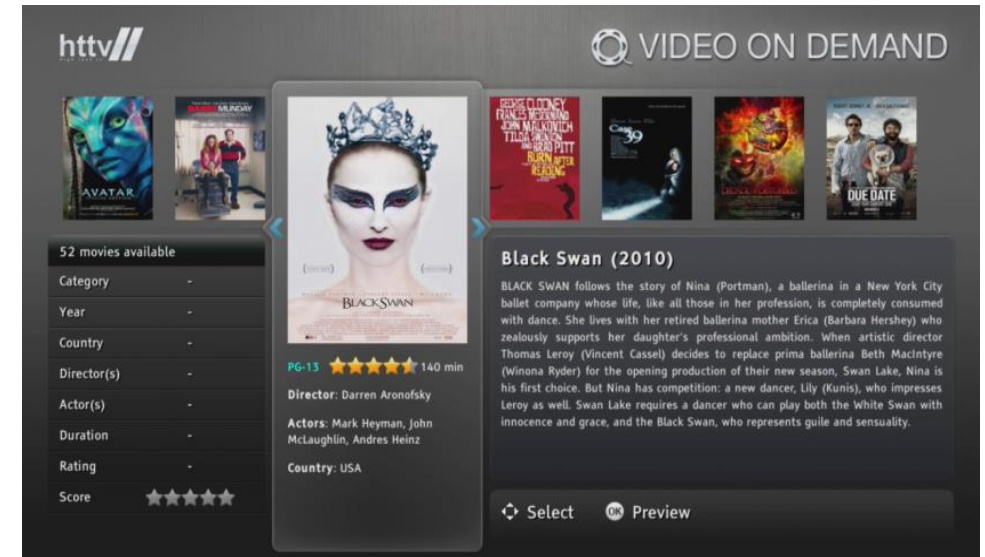 httv
VIDEO ON DEMAND
AVATAR
MUNDAY
BLACK SWAN
GEORGE CLOONEY
FRANCES MCDORMAND
JOHN MALKOVICH
TILDA SWINTON
AND BRAD PITT
BURN AFTER
READING
Case
39
DUE DATE
52 movies available
Category -
Year -
Country -
Director(s) -
Actor(s) -
Duration -
Rating -
Score
PG-13 140 min
Director: Darren Aronofsky
Actors: Mark Heyman, John
McLaughlin, Andres Heinz
Country: USA
Black Swan (2010)
BLACK SWAN follows the story of Nina (Portman), a ballerina in a New York City
ballet company whose life, like all those in her profession, is completely consumed
with dance. She lives with her retired ballerina mother Erica (Barbara Hershey) who
zealously supports her daughter's professional ambition. When artistic director
Thomas Leroy (Vincent Cassel) decides to replace prima ballerina Beth MacIntyre
(Winona Ryder) for the opening production of their new season, Swan Lake, Nina is
his first choice. But Nina has competition: a new dancer, Lily (Kunis), who impresses
Leroy as well. Swan Lake requires a dancer who can play both the White Swan with
innocence and grace, and the Black Swan, who represents guile and sensuality.
Select
OK Preview